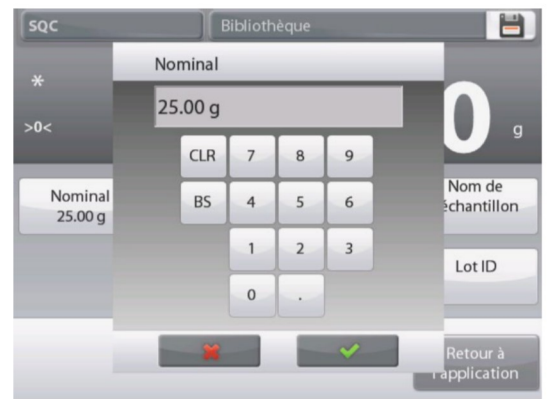 SQC
Bibliothèque
Nominal
25.00 g
*
>0<
0 g
CLR 7 8 9
BS 4 5 6
1 2 3
0 .
Nominal
25.00 g
Nom de
échantillon
Lot ID
Retour à
l'application